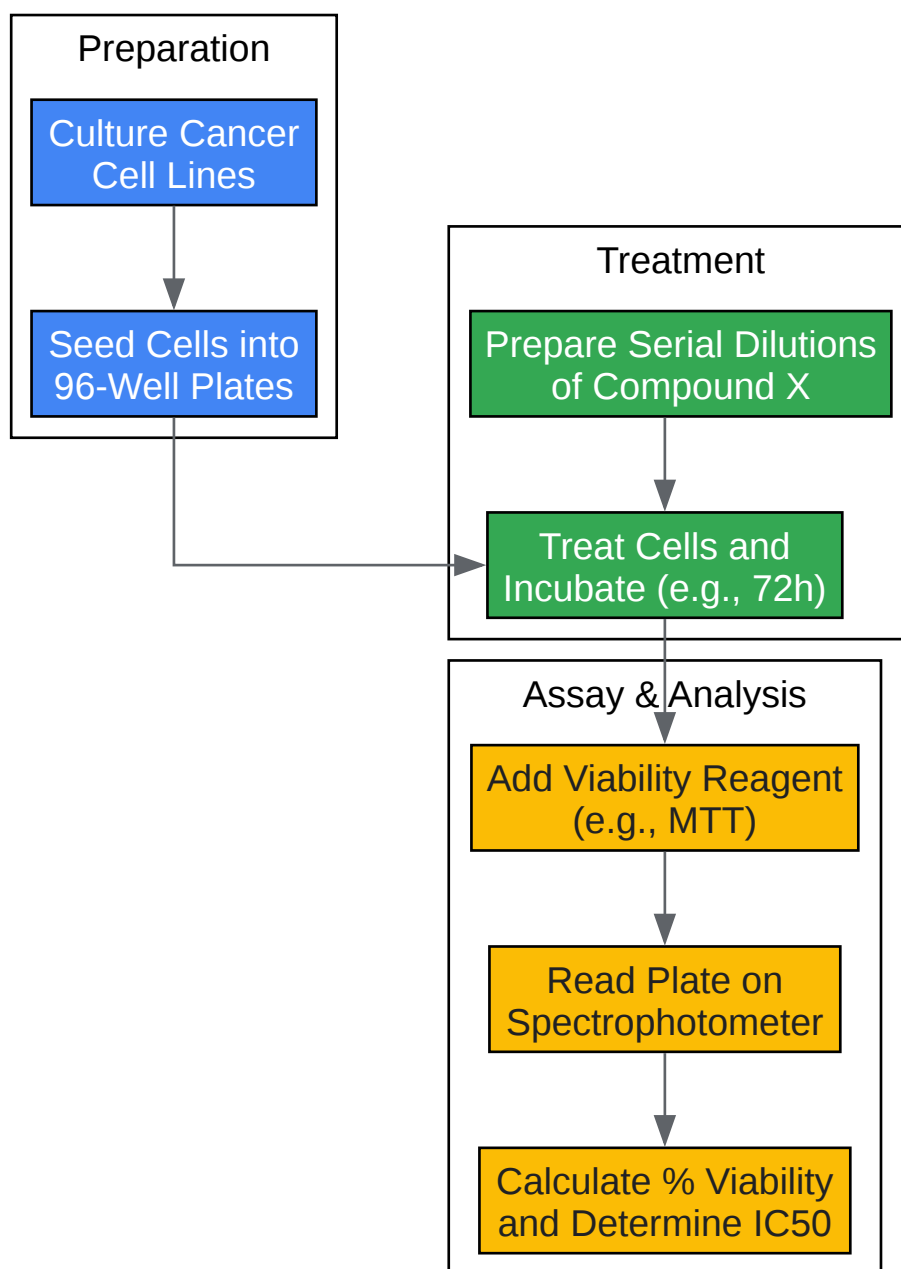 Preparation
Culture Cancer
Cell Lines
Seed Cells into
96-Well Plates
Treatment
Prepare Serial Dilutions
of Compound X
Treat Cells and
Incubate (e.g., 72h)
Assay & Analysis
Add Viability Reagent
(e.g., MTT)
Read Plate on
Spectrophotometer
Calculate % Viability
and Determine IC50